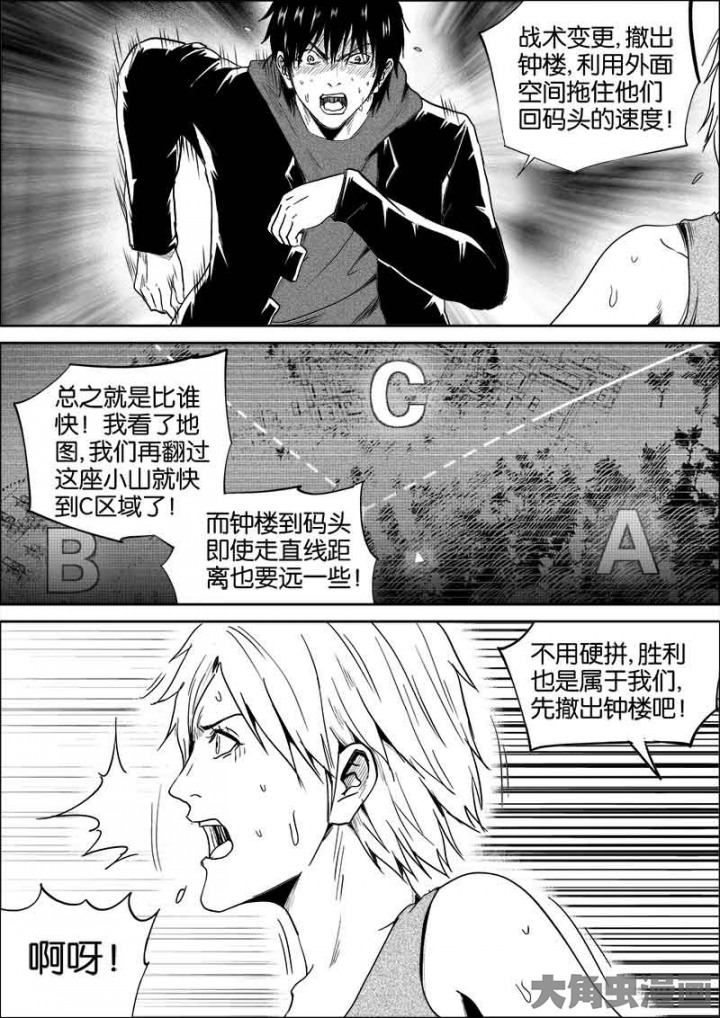 战术变更,撤出
钟楼,利用外面
空间拖住他们
回码头的速度!
C
总之就是比谁
快!我看了地
图,我们再翻过
这座小山就快
到C区域了!
而钟楼到码头
即使走直线距
离也要远一些!
B
A
不用硬拼,胜利
也是属于我们,
先撤出钟楼吧!
啊呀!
大角虫漫画